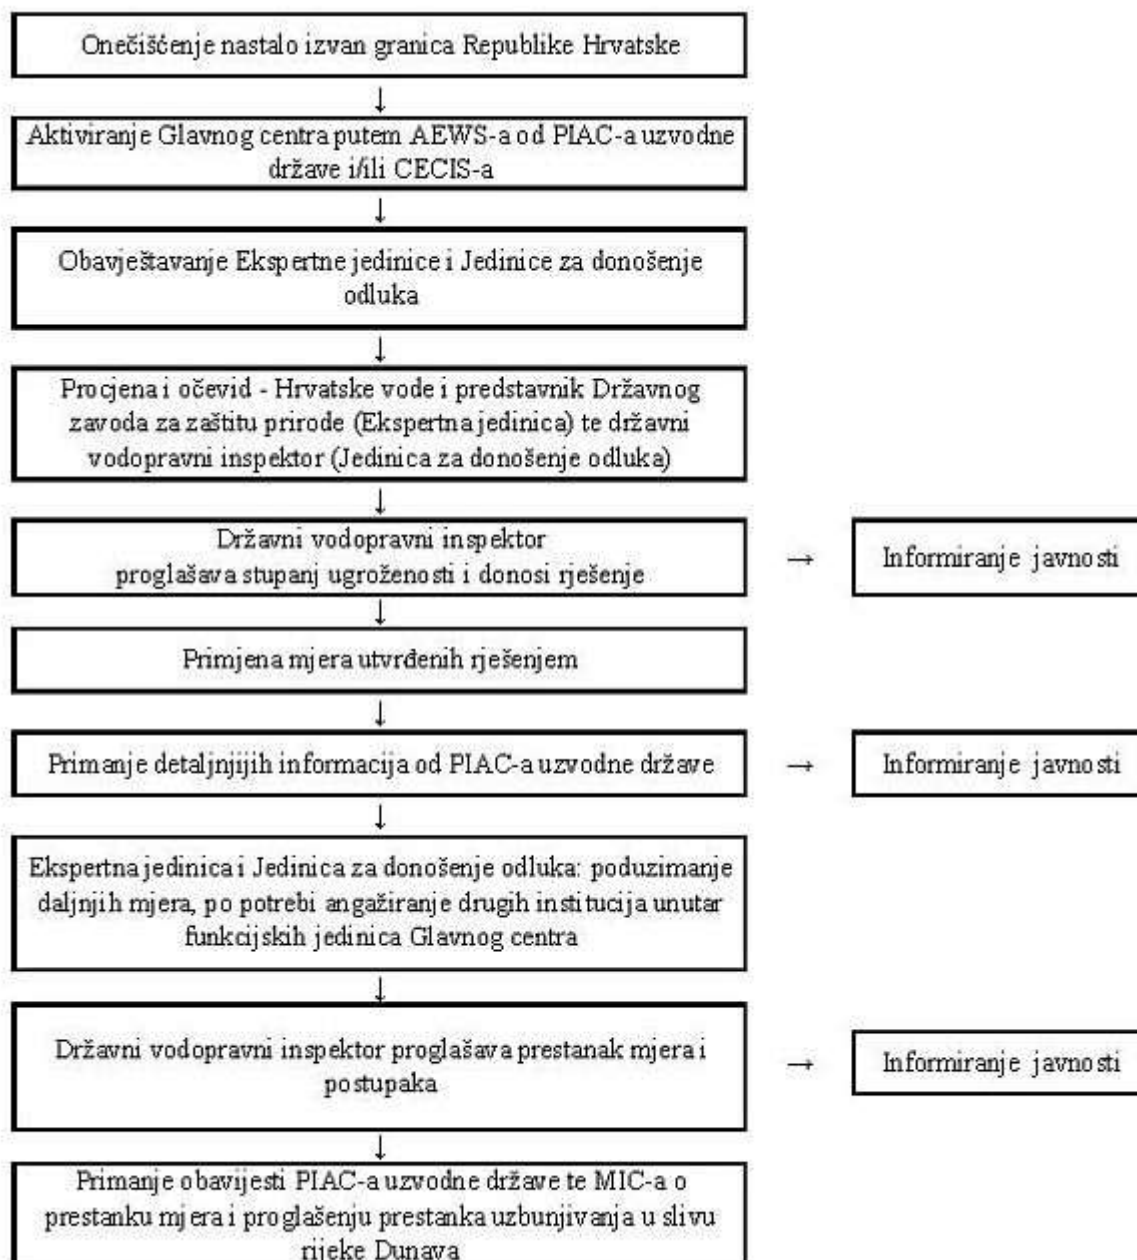 Onečišćenje nastalo izvan granica Republike Hrvatske
↓
Aktiviranje Glavnog centra putem AEWS-a od PIAC-a uzvodne
države i/ili CECIS-a
↓
Obavještavanje Ekspertne jedinice i Jedinice za donošenje
odluka
↓
Procjena i očevid - Hrvatske vode i predstavnik Državnog
zavoda za zaštitu prirode (Ekspertna jedinica) te državni
vodopravni inspektor (Jedinica za donošenje odluka)
↓
Državni vodopravni inspektor
proglašava stupanj ugroženosti i donosi rješenje
→
Informiranje javnosti
↓
Primjena mjera utvrđenih rješenjem
↓
Primanje detaljnjijih informacija od PIAC-a uzvodne države
→
Informiranje javnosti
↓
Ekspertna jedinica i Jedinica za donošenje odluka: poduzimanje
daljnjih mjera, po potrebi angažiranje drugih institucija unutar
funkcijskih jedinica Glavnog centra
↓
Državni vodopravni inspektor proglašava prestanak mjera i
postupaka
→
Informiranje javnosti
↓
Primanje obavijesti PIAC-a uzvodne države te MIC-a o
prestanku mjera i proglašenju prestanka uzbunjivanja u slivu
rijeke Dunava